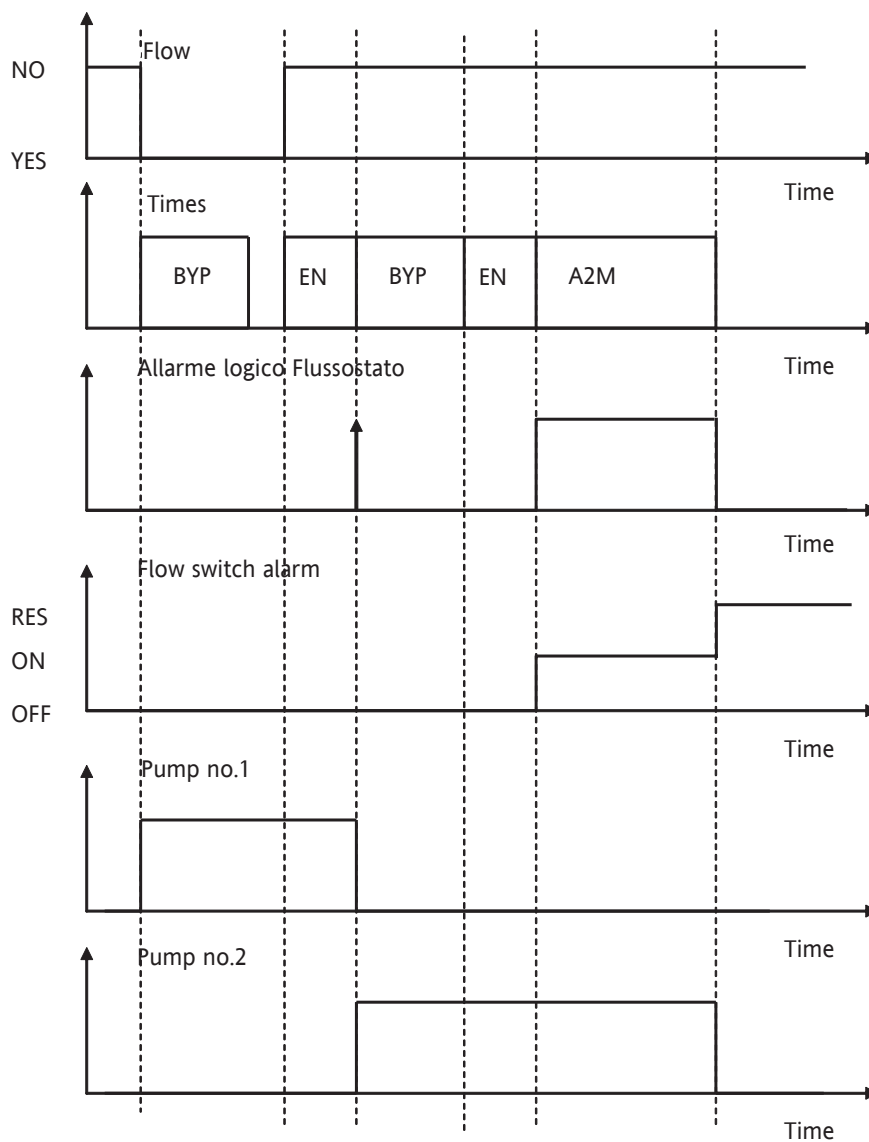 Flow
NO
YES
Time
Times
BYP EN BYP EN A2M
Time
Allarme logico Flussostato
Time
Flow switch alarm
RES
ON
OFF
Time
Pump no.1
Time
Pump no.2
Time